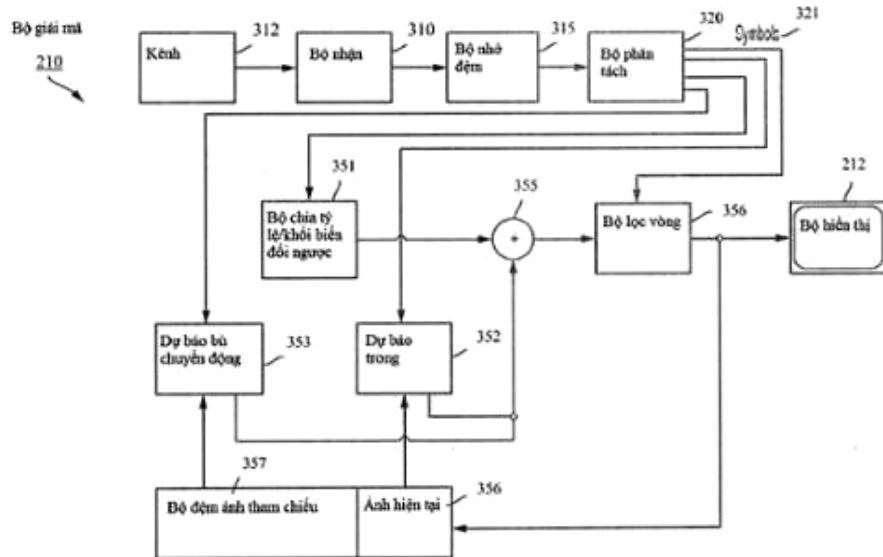 Bộ giải mã
210
312
310
315
320
Symbols
321
Kênh
Bộ nhận
Bộ nhớ
đệm
Bộ phân
tách
351
355
356
212
Bộ chia tỷ
lệ/khối biến
đổi ngược
+
Bộ lọc vòng
Bộ hiển thị
Dự báo bù
chuyển động
353
Dự báo
trong
352
357
356
Bộ đệm ảnh tham chiếu
Ảnh hiện tại